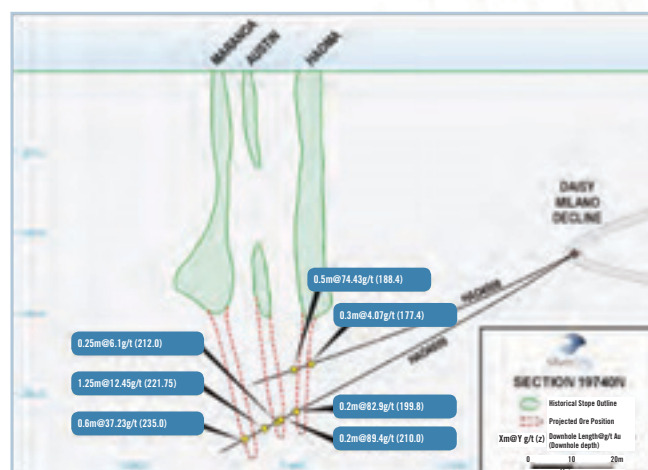 MARANOA
AUSTIN
HAOMA
DAISY
MILANO
DECLINE
0.5m@74.43g/t (188.4)
0.3m@4.07g/t (177.4)
0.25m@6.1g/t (212.0)
1.25m@12.45g/t (221.75)
0.6m@37.23g/t (235.0)
0.2m@82.9g/t (199.8)
0.2m@89.4g/t (210.0)
SECTION 19740N
Historical Stope Outline
Projected Ore Position
Xm@Y g/t (z) Downhole Length@g/t Au
(Downhole depth)
0 10 20m